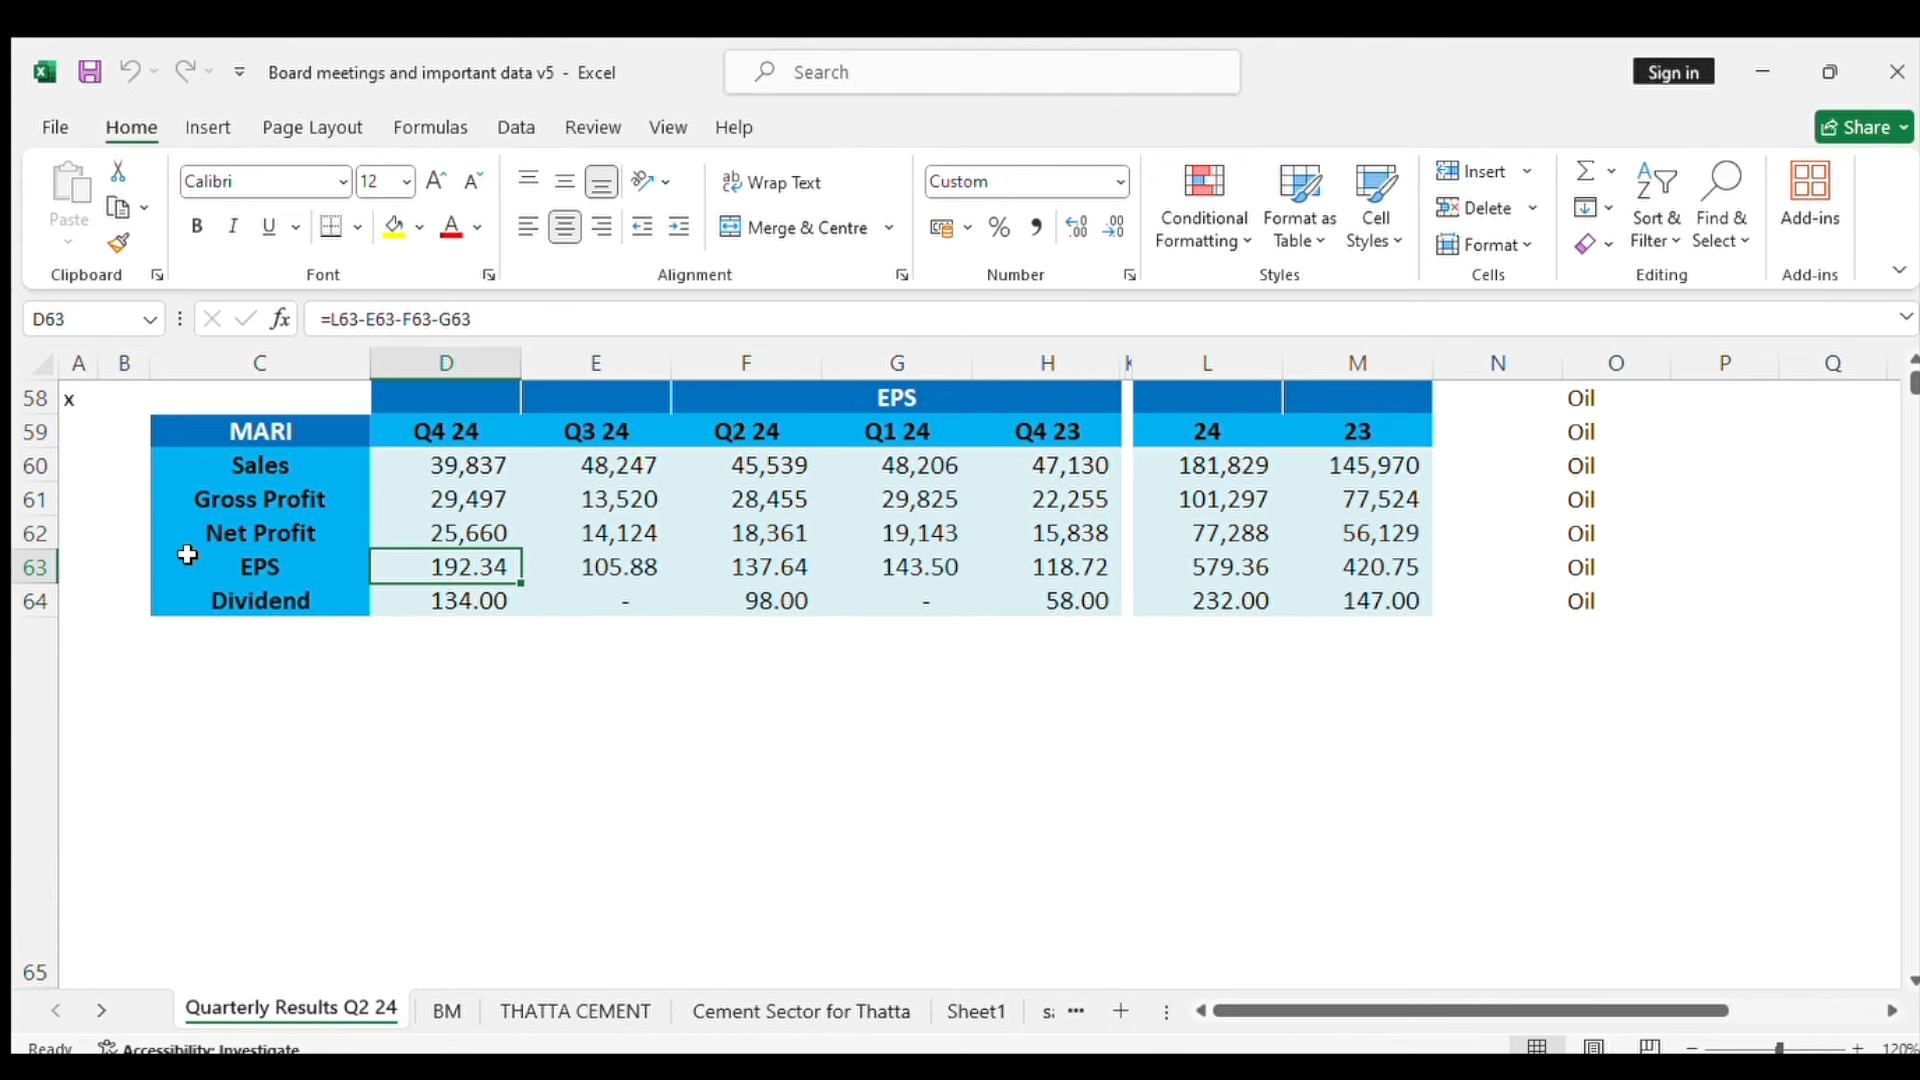 Board meetings and important data v5 - Excel
Search
Sign in
File Home Insert Page Layout Formulas Data Review View Help
Share
Paste
Calibri 12
B I U
Wrap Text
Merge & Centre
Custom
Conditional Formatting
Format as Table
Cell Styles
Insert
Delete
Format
Sort & Filter
Find & Select
Add-ins
Clipboard Font Alignment Number Styles Cells Editing Add-ins
D63 fx =L63-E63-F63-G63
A B C D E F G H K L M N O P Q
58 x EPS Oil
59 MARI Q4 24 Q3 24 Q2 24 Q1 24 Q4 23 24 23 Oil
60 Sales 39,837 48,247 45,539 48,206 47,130 181,829 145,970 Oil
61 Gross Profit 29,497 13,520 28,455 29,825 22,255 101,297 77,524 Oil
62 Net Profit 25,660 14,124 18,361 19,143 15,838 77,288 56,129 Oil
63 EPS 192.34 105.88 137.64 143.50 118.72 579.36 420.75 Oil
64 Dividend 134.00 - 98.00 - 58.00 232.00 147.00 Oil
65
Quarterly Results Q2 24 BM THATTA CEMENT Cement Sector for Thatta Sheet1
Ready Accessibility: Investigate 120%